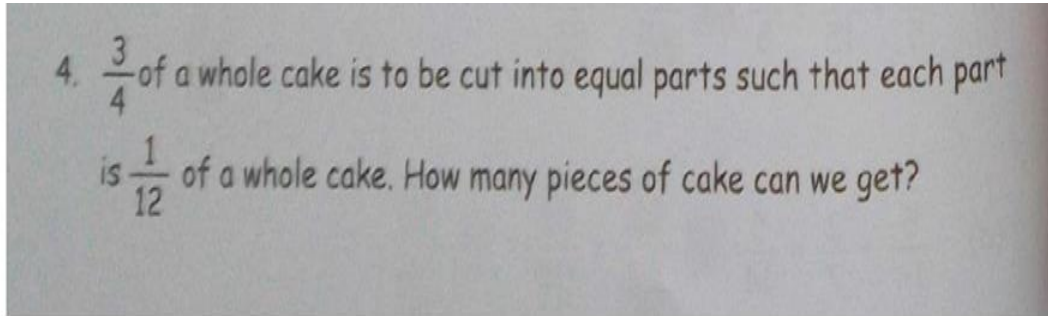 4. 3/4 of a whole cake is to be cut into equal parts such that each part
is 1/12 of a whole cake. How many pieces of cake can we get?